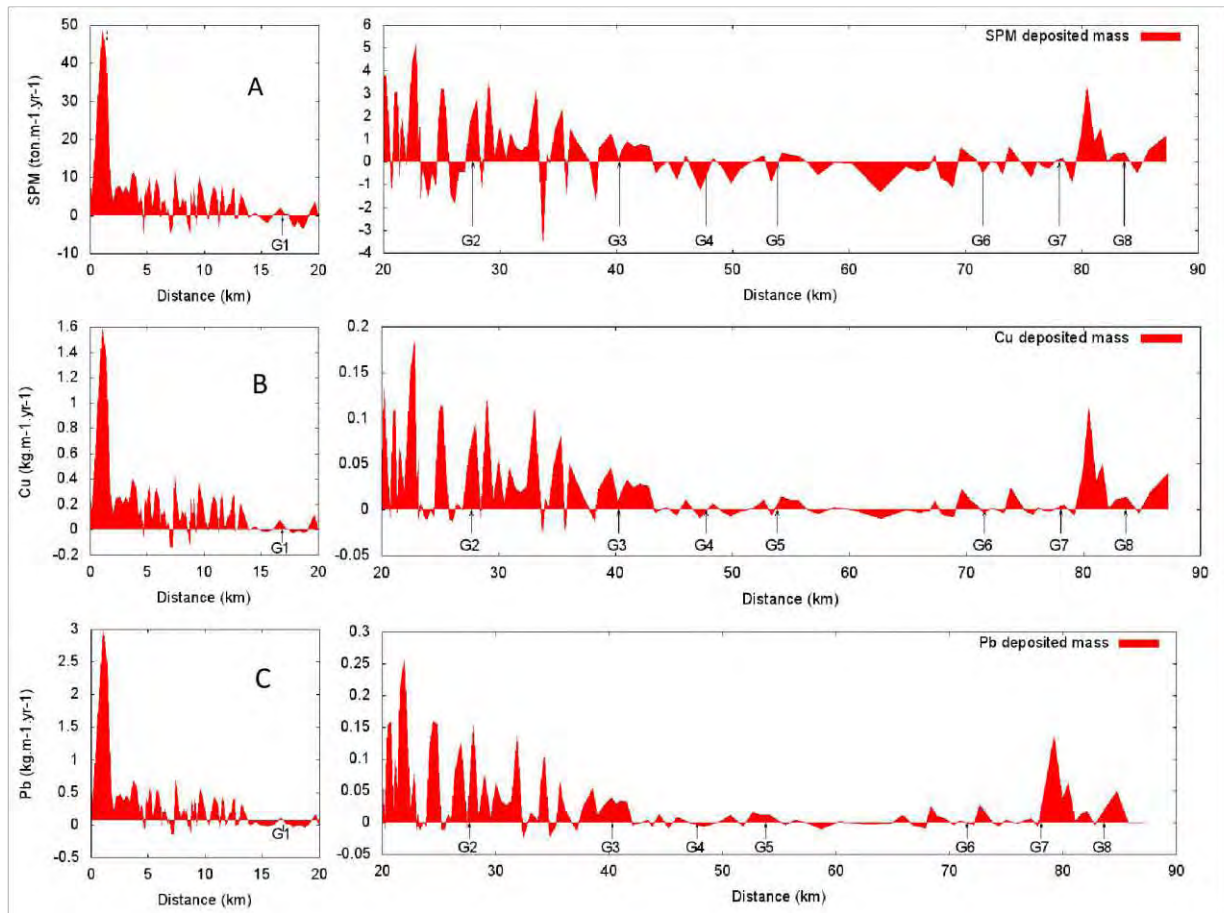 50
40
30
20
10
0
-10
SPM (ton.m-1.yr-1)
A
G1
0 5 10 15 20
Distance (km)
6
5
4
3
2
1
0
-1
-2
-3
4
SPM deposited mass
G2 G3 G4 G5 G6 G7 G8
20 30 40 50 60 70 80 90
Distance (km)
1.6
1.4
1.2
1
0.8
0.6
0.4
0.2
0
-0.2
Cu (kg.m-1.yr-1)
B
G1
0 5 10 15 20
Distance (km)
0.2
0.15
0.1
0.05
0
-0.05
Cu deposited mass
G2 G3 G4 G5 G6 G7 G8
20 30 40 50 60 70 80 90
Distance (km)
3
2.5
2
1.5
1
0.5
0
-0.5
Pb (kg.m-1.yr-1)
C
G1
0 5 10 15 20
Distance (km)
0.3
0.25
0.2
0.15
0.1
0.05
0
-0.05
Pb deposited mass
G2 G3 G4 G5 G6 G7 G8
20 30 40 50 60 70 80 90
Distance (km)